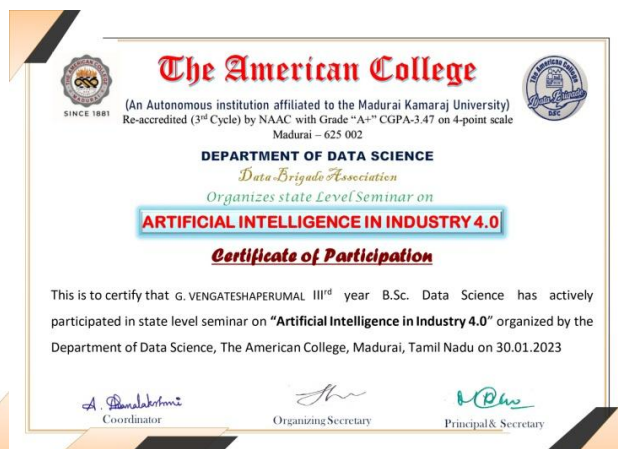 The American College
SINCE 1881
(An Autonomous institution affiliated to the Madurai Kamaraj University)
Re-accredited (3rd Cycle) by NAAC with Grade “A+” CGPA-3.47 on 4-point scale
Madurai – 625 002
The American College
Data Brigade
DEPARTMENT OF DATA SCIENCE
Data Brigade Association
Organizes state Level Seminar on
ARTIFICIAL INTELLIGENCE IN INDUSTRY 4.0
Certificate of Participation
This is to certify that G. VENGATESHAPERUMAL IIIrd year B.Sc. Data Science has actively
participated in state level seminar on “Artificial Intelligence in Industry 4.0” organized by the
Department of Data Science, The American College, Madurai, Tamil Nadu on 30.01.2023
Coordinator
Organizing Secretary
Principal & Secretary